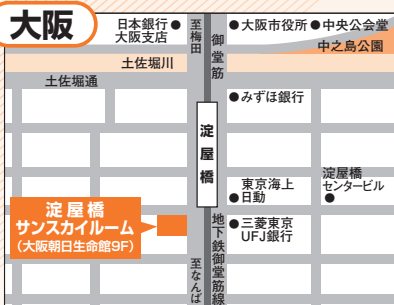 大阪
日本銀行
大阪支店
至梅田
御堂筋
大阪市役所
中央公会堂
中之島公園
土佐堀川
土佐堀通
みずほ銀行
淀屋橋
東京海上
日動
淀屋橋
センタービル
淀屋橋
サンスカイルーム
(大阪朝日生命館9F)
三菱東京
UFJ銀行
地下鉄御堂筋線
至なんば